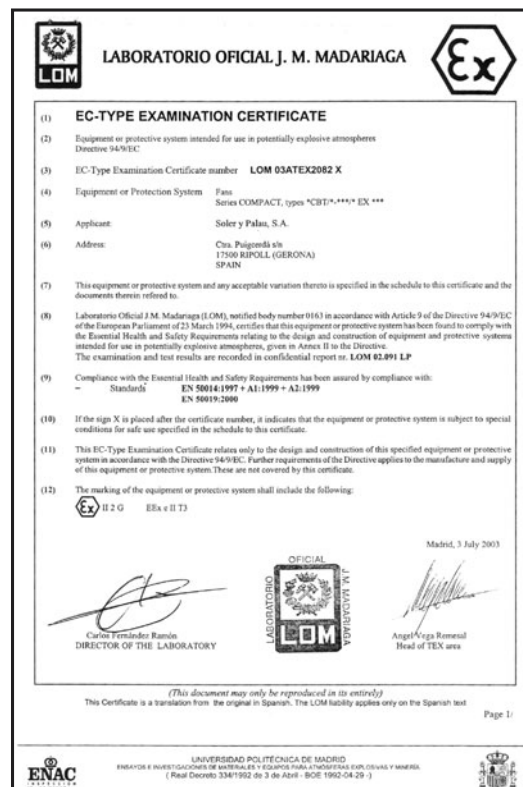 LOM
LABORATORIO OFICIAL J. M. MADARIAGA
Ex
(1) EC-TYPE EXAMINATION CERTIFICATE
(2) Equipment or protective system intended for use in potentially explosive atmospheres
Directive 94/9/EC
(3) EC-Type Examination Certificate number LOM 03ATEX2082 X
(4) Equipment or Protection System Fans
Series COMPACT, types *CBT/*-***/* EX ***
(5) Applicant: Soler y Palau, S.A.
(6) Address: Ctra. Puigcerdà s/n
17500 RIPOLL (GERONA)
SPAIN
(7) This equipment or protective system and any acceptable variation thereto is specified in the schedule to this certificate and the
documents therein refered to.
(8) Laboratorio Oficial J.M. Madariaga (LOM), notified body number 0163 in accordance with Article 9 of the Directive 94/9/EC
of the European Parliament of 23 March 1994, certifies that this equipment or protective system has been found to comply with
the Essential Health and Safety Requirements relating to the design and construction of equipment and protective systems
intended for use in potentially explosive atmospheres, given in Annex II to the Directive.
The examination and test results are recorded in confidential report nr. LOM 02.091 LP
(9) Compliance with the Essential Health and Safety Requirements has been assured by compliance with:
– Standards EN 50014:1997 + A1:1999 + A2:1999
EN 50019:2000
(10) If the sign X is placed after the certificate number, it indicates that the equipment or protective system is subject to special
conditions for safe use specified in the schedule to this certificate.
(11) This EC-Type Examination Certificate relates only to the design and construction of this specified equipment or protective
system in accordance with the Directive 94/9/EC. Further requirements of the Directive applies to the manufacture and supply
of this equipment or protective system.These are not covered by this certificate.
(12) The marking of the equipment or protective system shall include the following:
Ex II 2 G EEx e II T3
Madrid, 3 July 2003
OFICIAL
LABORATORIO
J. M. MADARIAGA
LOM
Carlos Fernández Ramón
DIRECTOR OF THE LABORATORY
Angel Vega Remesal
Head of TEX area
(This document may only be reproduced in its entirely)
This Certificate is a translation from the original in Spanish. The LOM liability applies only on the Spanish text
Page 1/
ENAC
INSPECCIÓN
UNIVERSIDAD POLITÉCNICA DE MADRID
ENSAYOS E INVESTIGACIONES DE MATERIALES Y EQUIPOS PARA ATMÓSFERAS EXPLOSIVAS Y MINERÍA
( Real Decreto 334/1992 de 3 de Abril - BOE 1992-04-29 -)